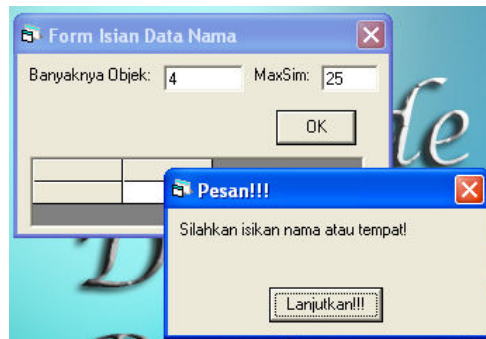 Form Isian Data Nama
Banyaknya Objek: 4 MaxSim: 25
OK
Pesan!!!
Silahkan isikan nama atau tempat!
Lanjutkan!!!